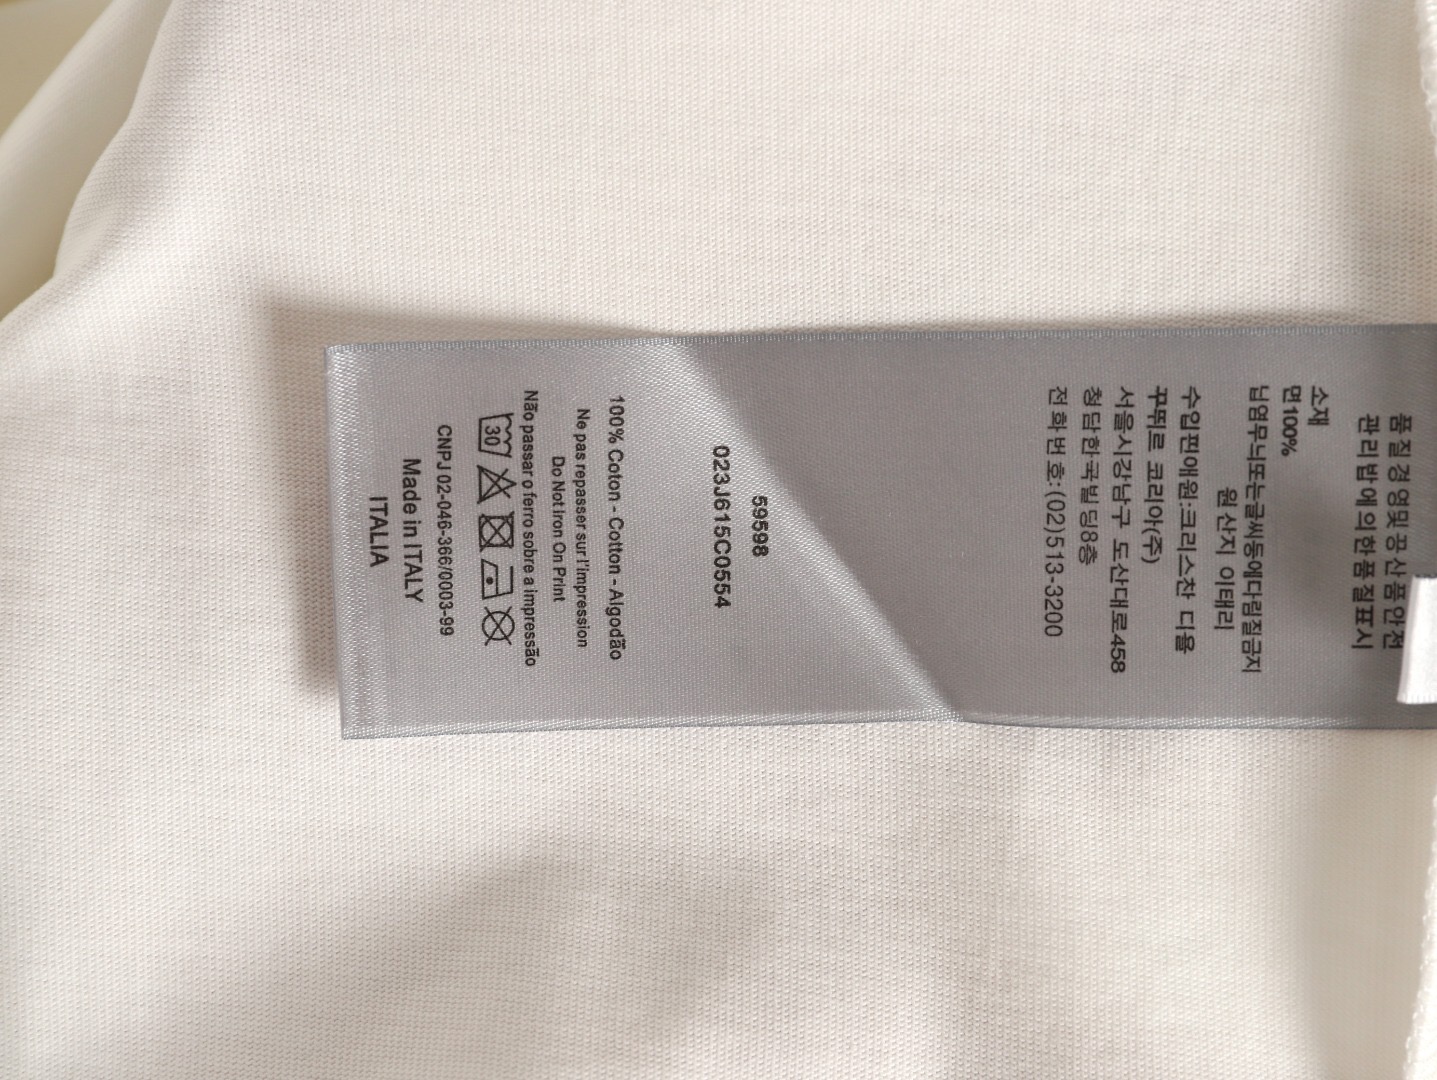 품질경영및공산품안전
관리법에의한품질표시
소재
면100%
닙염무늬또는글씨등에다림질금지
원 산지 이태리
수입판매원:크리스챤 디올
꾸뛰르 코리아(주)
서울시강남구 도산대로458
청담한국빌딩8층
전화번호:(02)513-3200
59598
023J615C0554
100% Coton - Cotton - Algodão
Ne pas repasser sur l'impression
Do Not Iron On Print
Não passar o ferro sobre a impressão
30
CNPJ 02-046-366/0003-99
Made in ITALY
ITALIA